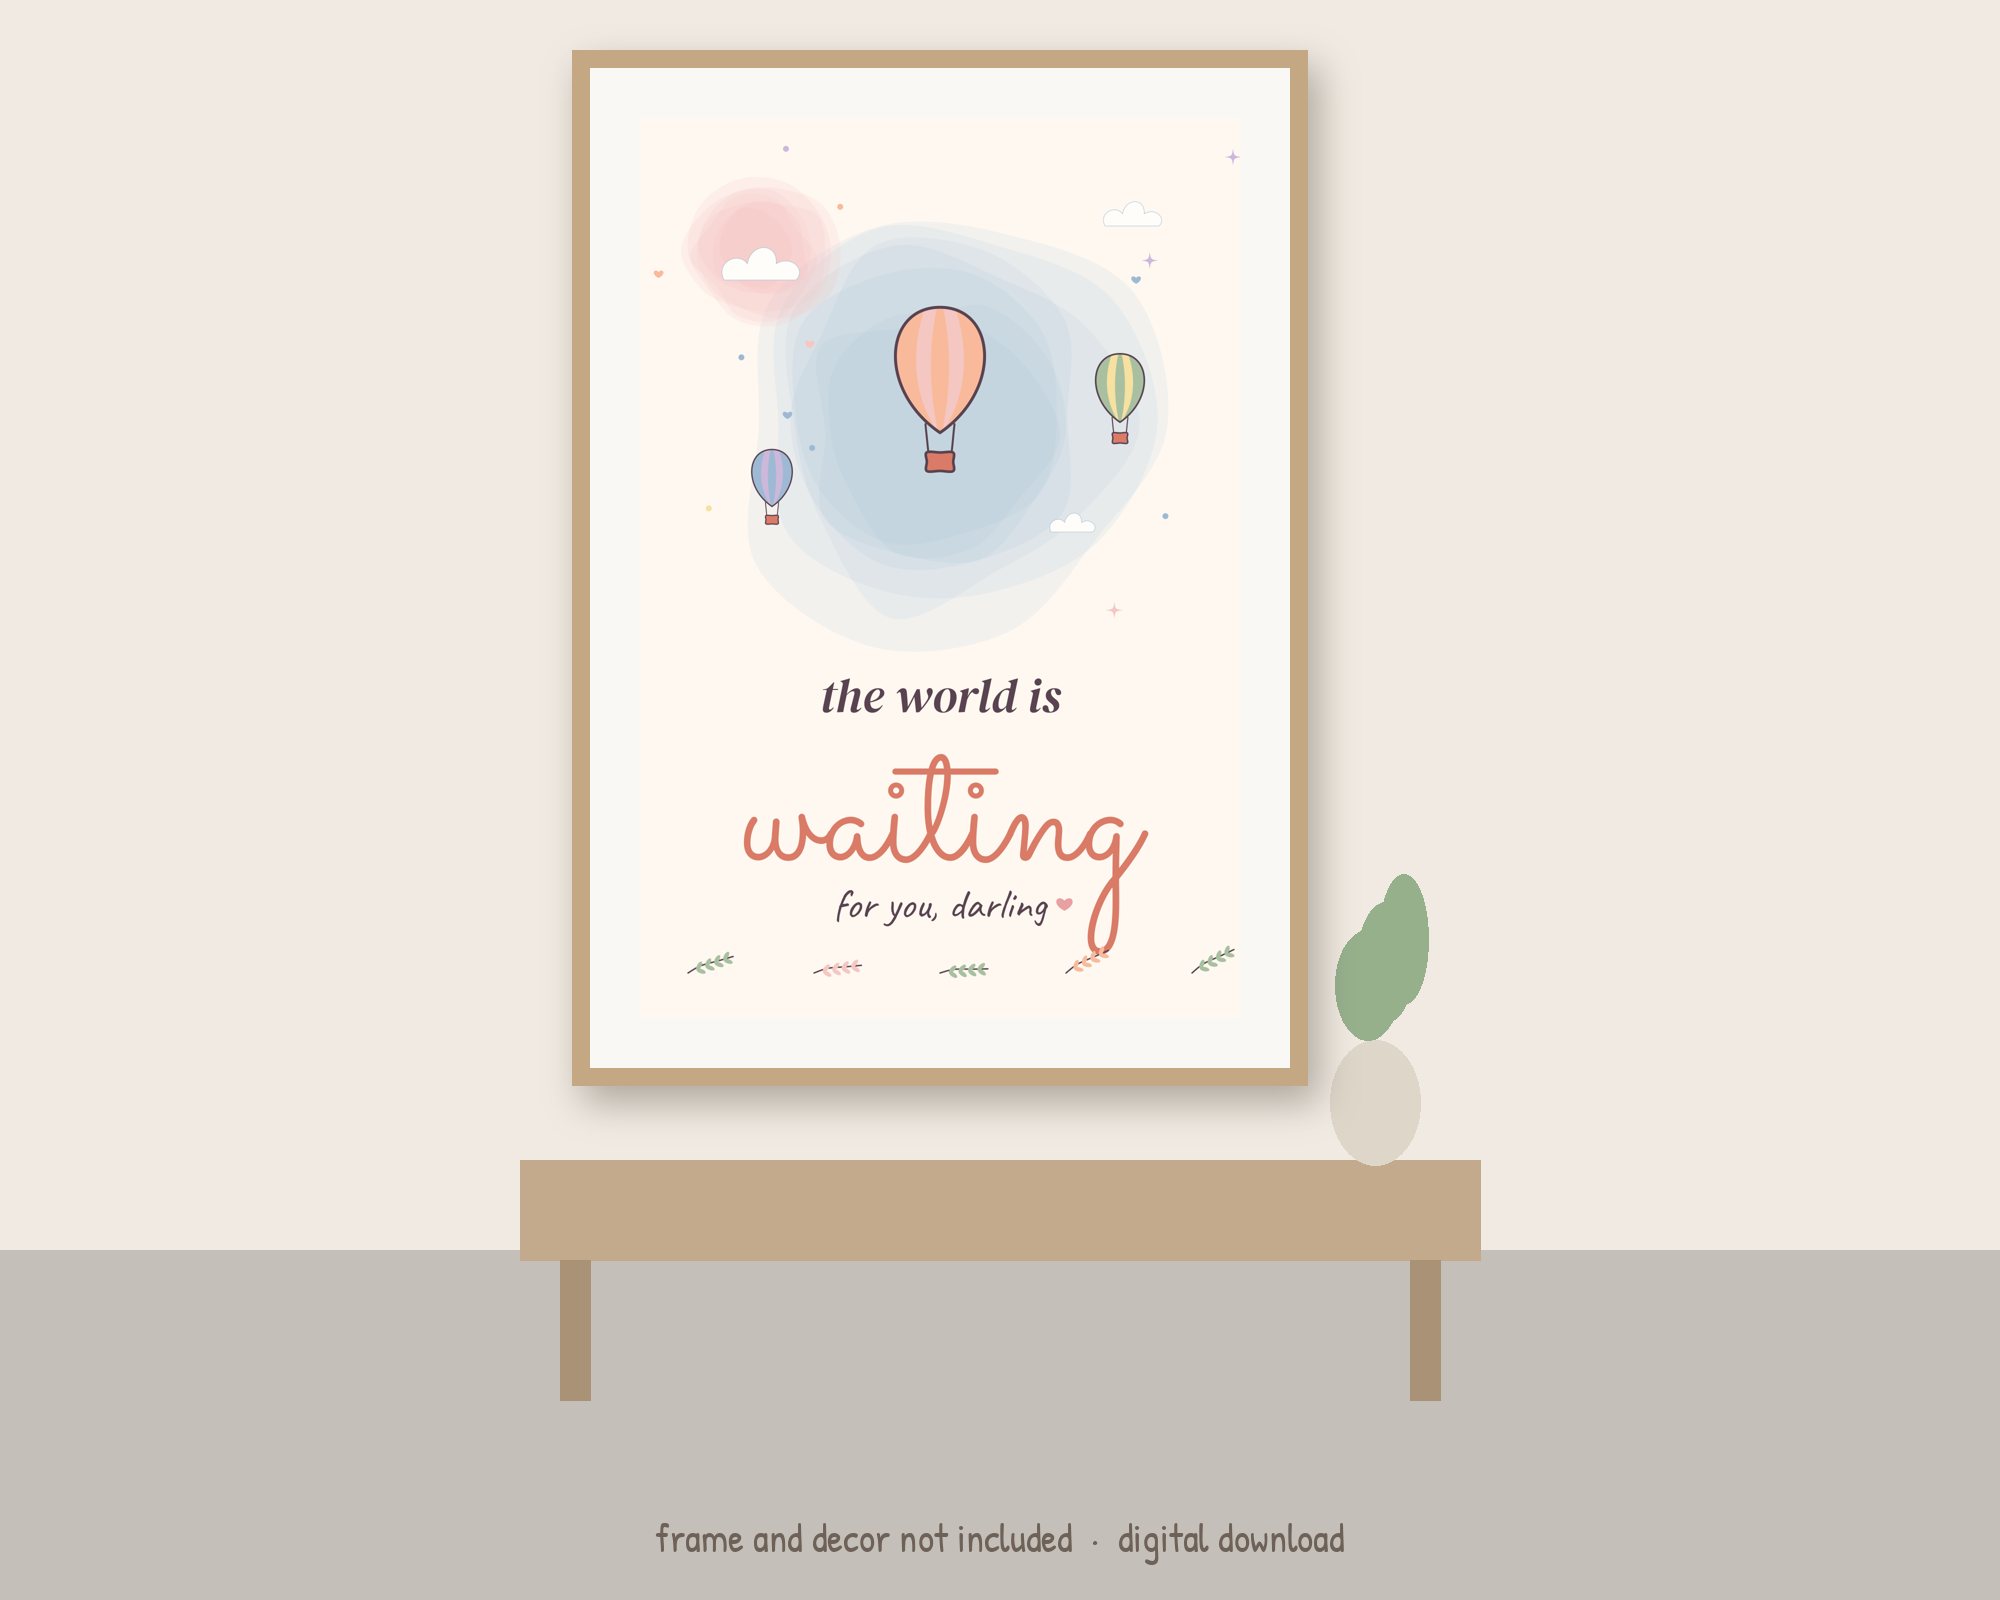 the world is
waiting
for you, darling
frame and decor not included · digital download